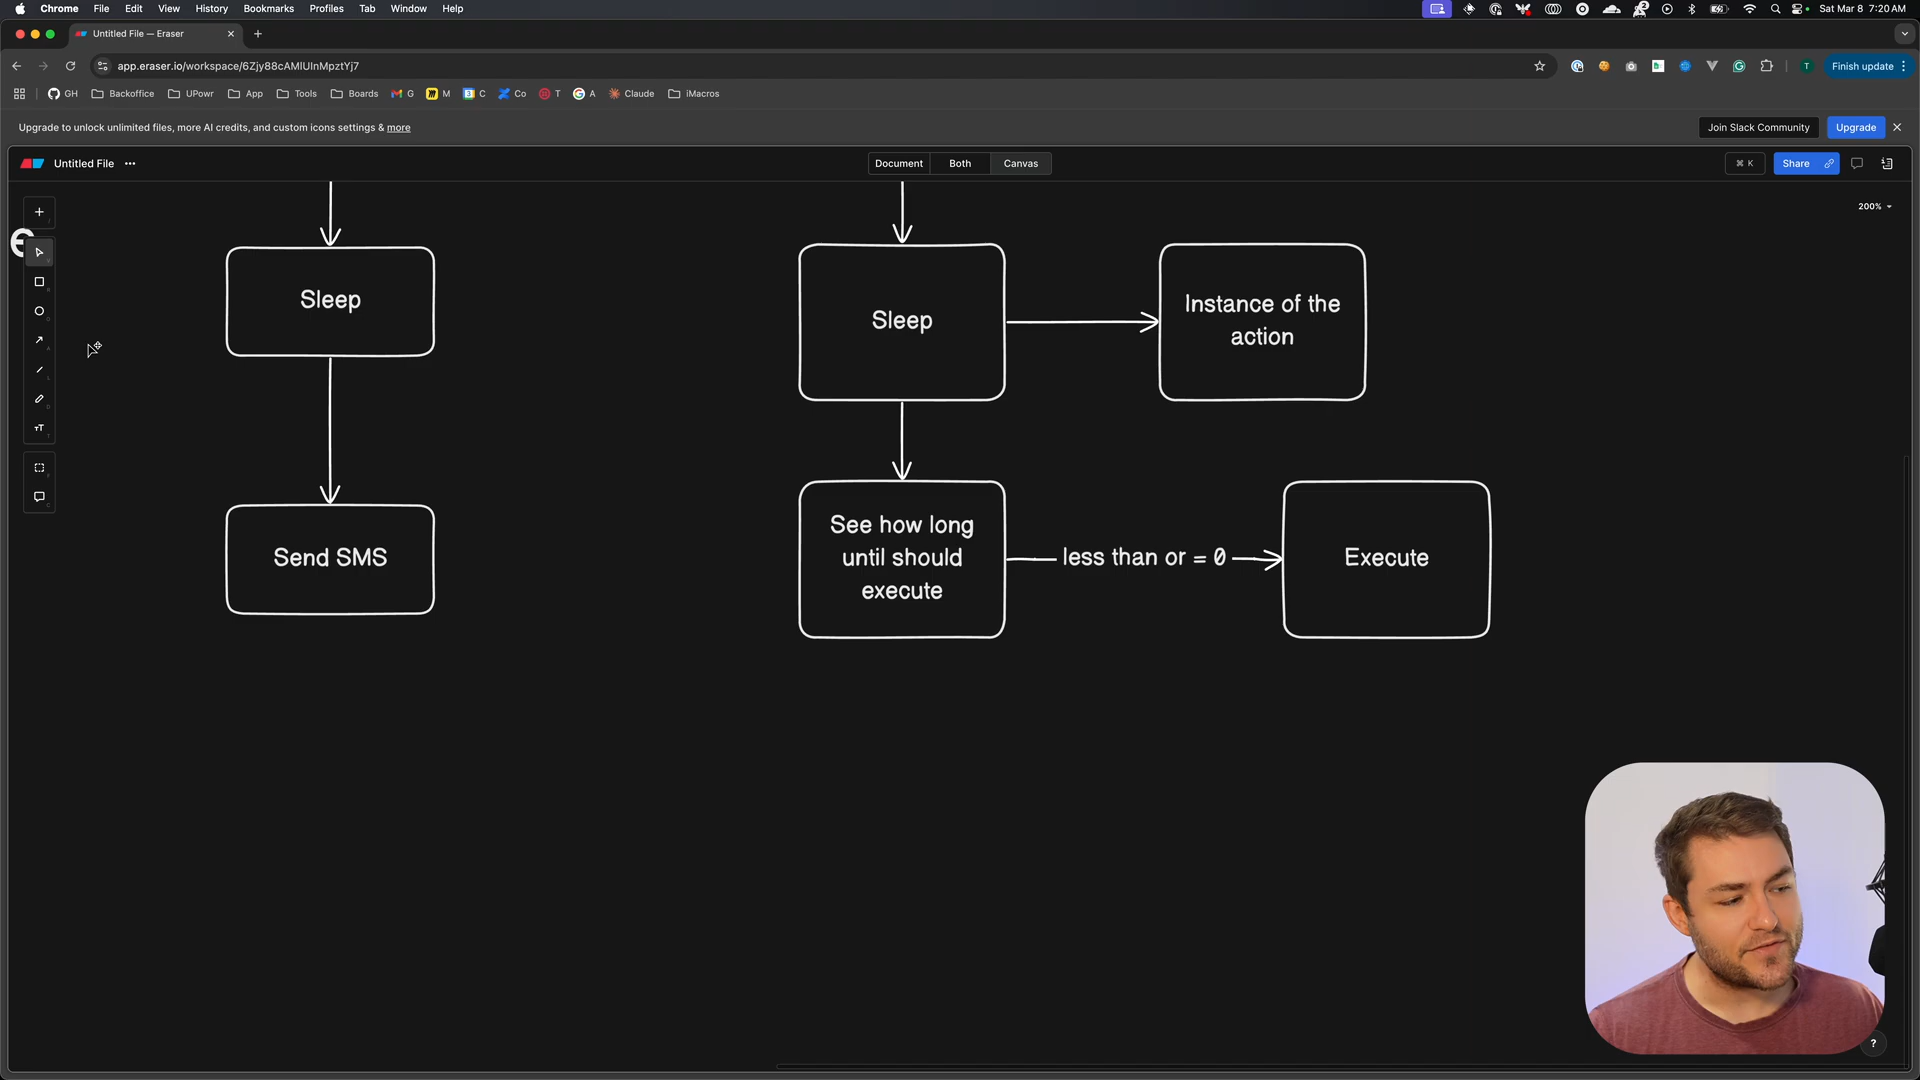 Chrome File Edit View History Bookmarks Profiles Tab Window Help
2
Sat Mar 8 7:20 AM
Untitled File — Eraser
app.eraser.io/workspace/6Zjy88cAMlUInMpztYj7
T
Finish update
GH Backoffice UPowr App Tools Boards G M C Co T A Claude iMacros
Upgrade to unlock unlimited files, more AI credits, and custom icons settings & more
Join Slack Community
Upgrade
Untitled File
Document Both Canvas
⌘ K
Share
200%
e
Sleep
Send SMS
Sleep
Instance of the
action
See how long
until should
execute
less than or = 0
Execute
?